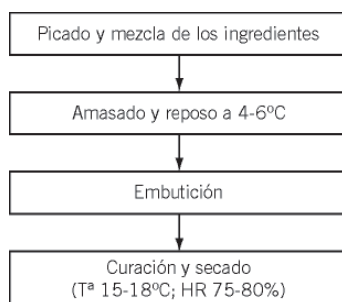 Picado y mezcla de los ingredientes
Amasado y reposo a 4-6ºC
Embutición
Curación y secado
(Tª 15-18ºC; HR 75-80%)